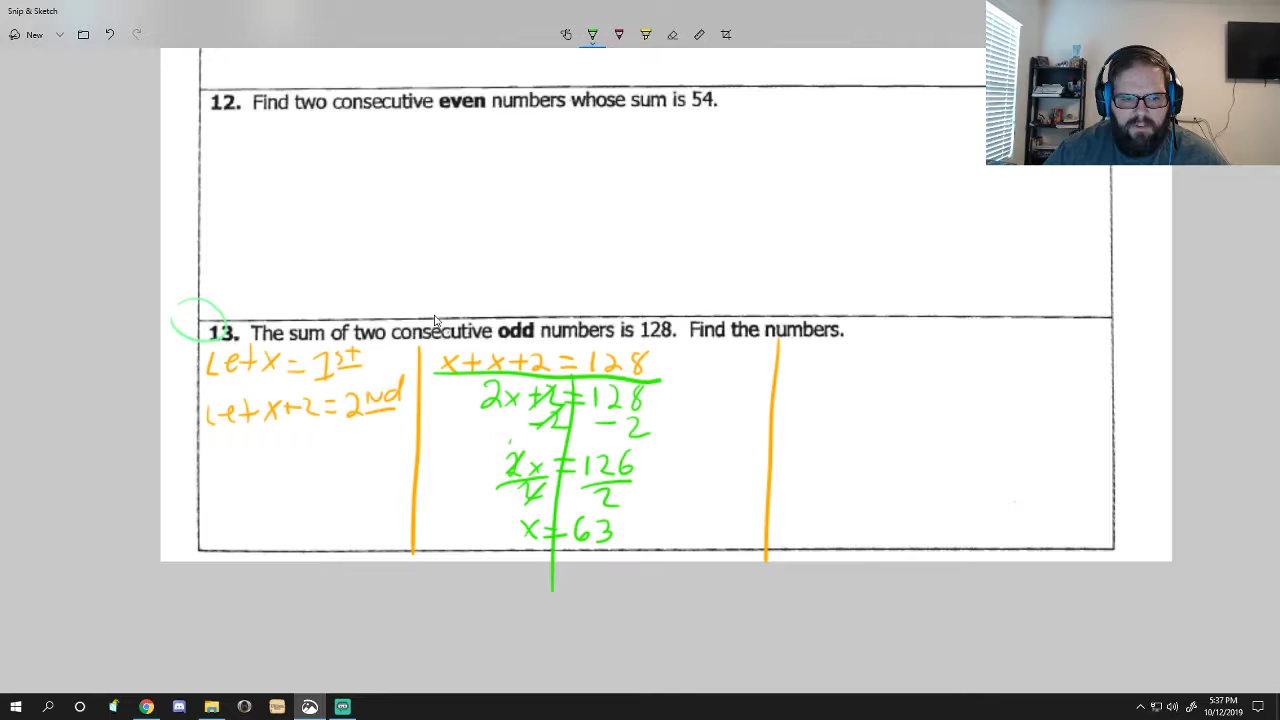 Snip & Sketch
New
12. Find two consecutive even numbers whose sum is 54.
13. The sum of two consecutive odd numbers is 128. Find the numbers.
Let x = 1st
Let x+2 = 2nd
x + x + 2 = 128
2x + 2 = 128
-2 -2
2x = 126
2 2
x = 63
5:37 PM
10/12/2019